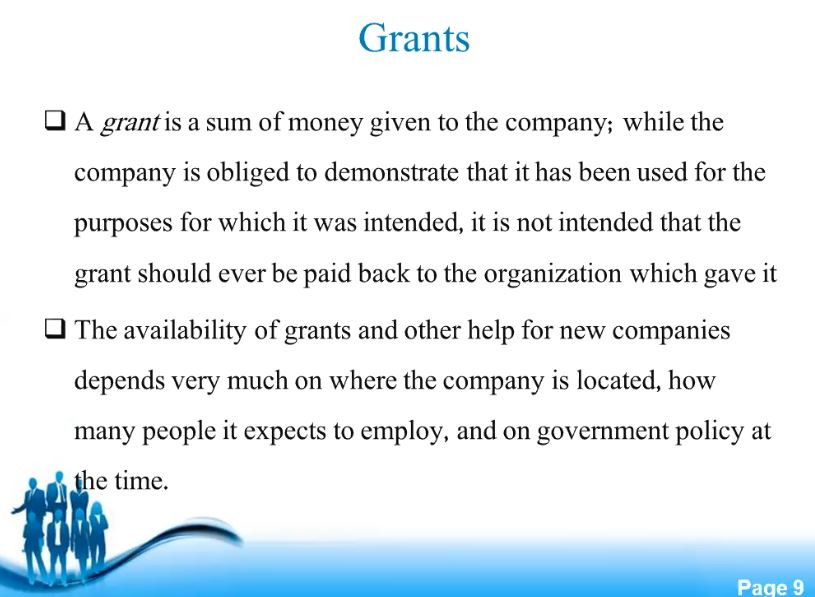 Grants
❑ A grant is a sum of money given to the company; while the
company is obliged to demonstrate that it has been used for the
purposes for which it was intended, it is not intended that the
grant should ever be paid back to the organization which gave it
❑ The availability of grants and other help for new companies
depends very much on where the company is located, how
many people it expects to employ, and on government policy at
the time.
Page 9